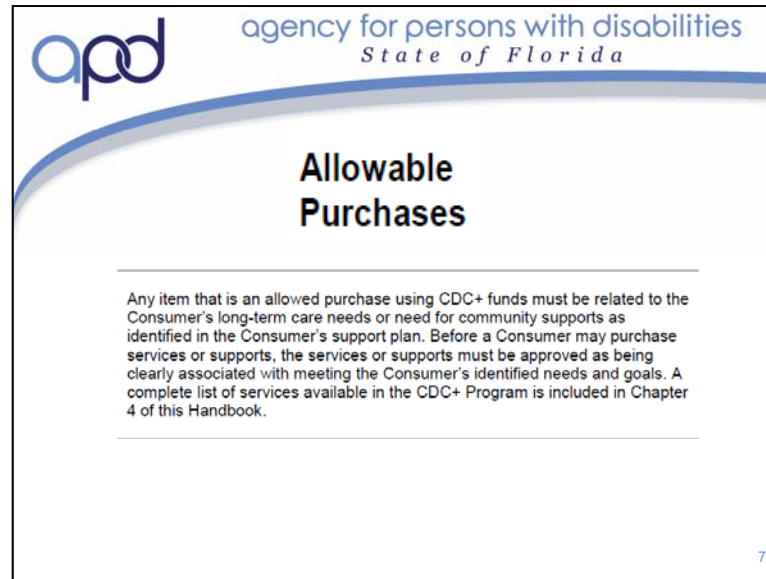 apd
agency for persons with disabilities
State of Florida
Allowable
Purchases
Any item that is an allowed purchase using CDC+ funds must be related to the
Consumer's long-term care needs or need for community supports as
identified in the Consumer's support plan. Before a Consumer may purchase
services or supports, the services or supports must be approved as being
clearly associated with meeting the Consumer's identified needs and goals. A
complete list of services available in the CDC+ Program is included in Chapter
4 of this Handbook.
7